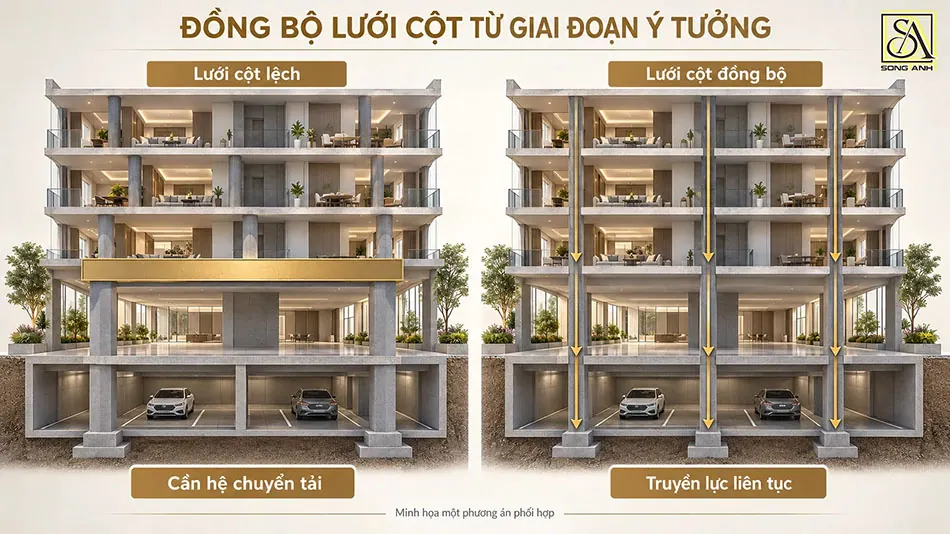 ĐỒNG BỘ LƯỚI CỘT TỪ GIAI ĐOẠN Ý TƯỞNG
SA
SONG ANH
Lưới cột lệch
Lưới cột đồng bộ
Cần hệ chuyển tải
Truyền lực liên tục
Minh họa một phương án phối hợp